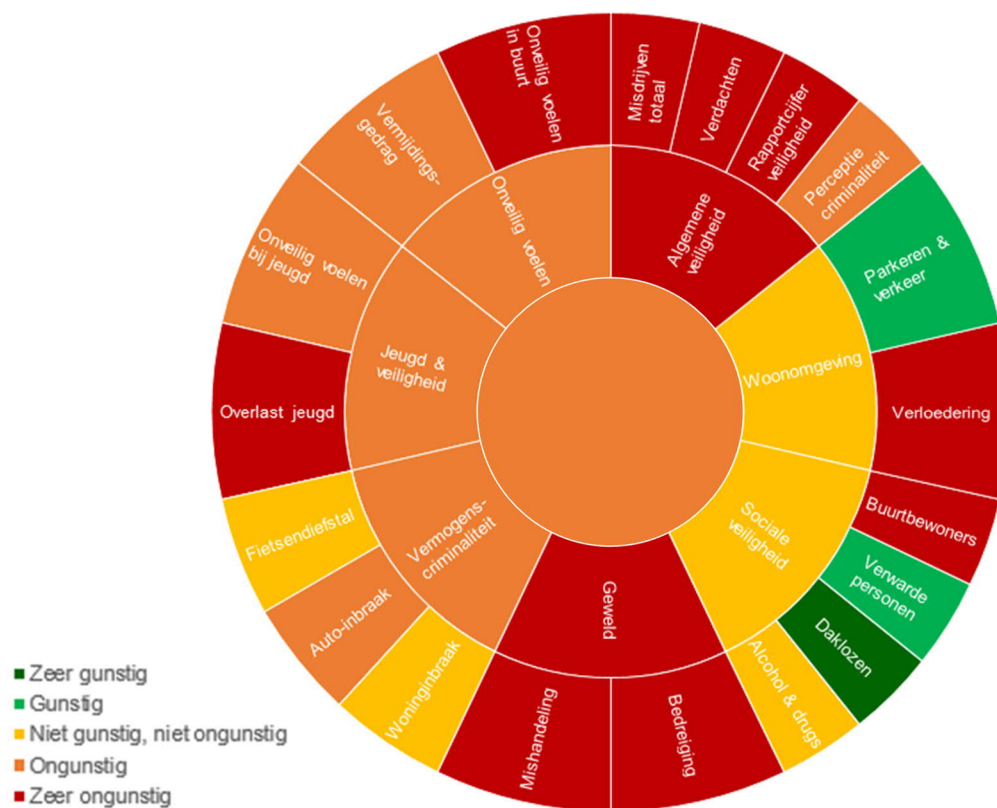 Onveilig voelen
in buurt
Misdrijven
totaal
Verdachten
Rapportcijfer
veiligheid
Perceptie
criminaliteit
Vermijdings-
gedrag
Onveilig voelen
Algemene
veiligheid
Parkeren &
verkeer
Onveilig voelen
bij jeugd
Jeugd &
veiligheid
Woonomgeving
Overlast jeugd
Verloedering
Fietsendiefstal
Vermogens-
criminaliteit
Sociale
veiligheid
Buurtbewoners
Verwarde
personen
Geweld
Auto-inbraak
Daklozen
Woninginbraak
Mishandeling
Bedreiging
Alcohol & drugs
Zeer gunstig
Gunstig
Niet gunstig, niet ongunstig
Ongunstig
Zeer ongunstig